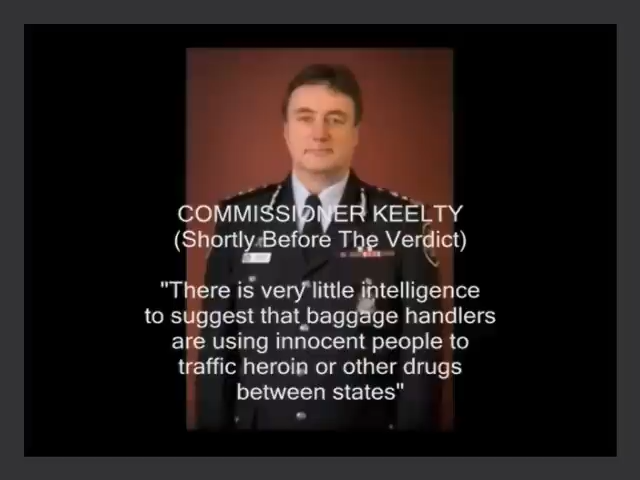 COMMISSIONER KEELTY
(Shortly Before The Verdict)
"There is very little intelligence
to suggest that baggage handlers
are using innocent people to
traffic heroin or other drugs
between states"